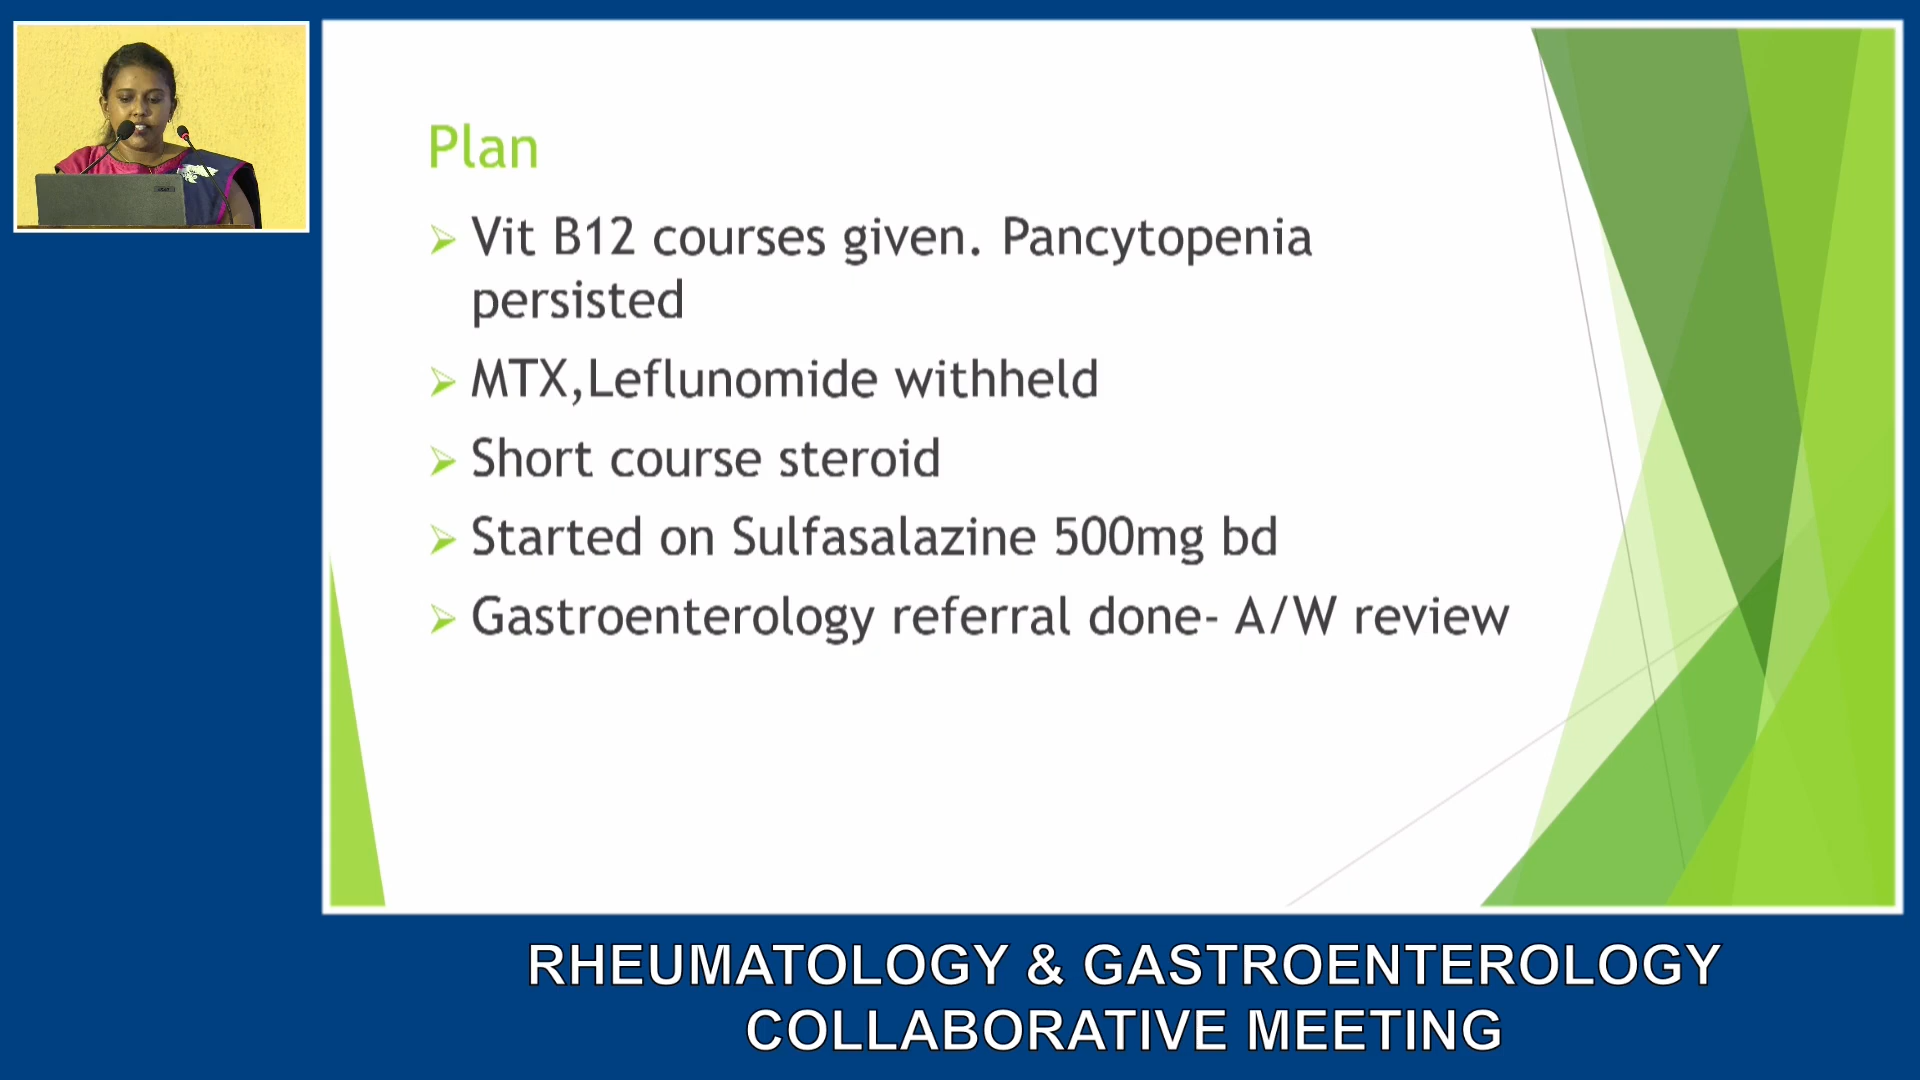 Plan
Vit B12 courses given. Pancytopenia
persisted
MTX,Leflunomide withheld
Short course steroid
Started on Sulfasalazine 500mg bd
Gastroenterology referral done- A/W review
RHEUMATOLOGY & GASTROENTEROLOGY
COLLABORATIVE MEETING